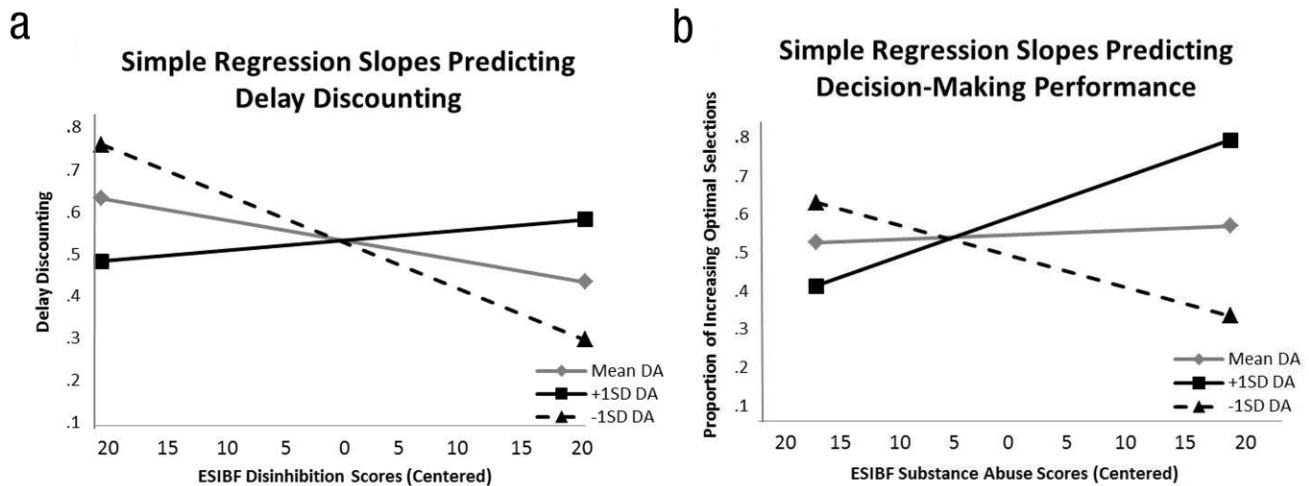 a
Simple Regression Slopes Predicting
Delay Discounting
Delay Discounting
.8
.7
.6
.5
.4
.3
.2
.1
20 15 10 5 0 5 10 15 20
ESIBF Disinhibition Scores (Centered)
Mean DA
+1SD DA
-1SD DA
b
Simple Regression Slopes Predicting
Decision-Making Performance
Proportion of Increasing Optimal Selections
.8
.7
.6
.5
.4
.3
.2
.1
20 15 10 5 0 5 10 15 20
ESIBF Substance Abuse Scores (Centered)
Mean DA
+1SD DA
-1SD DA